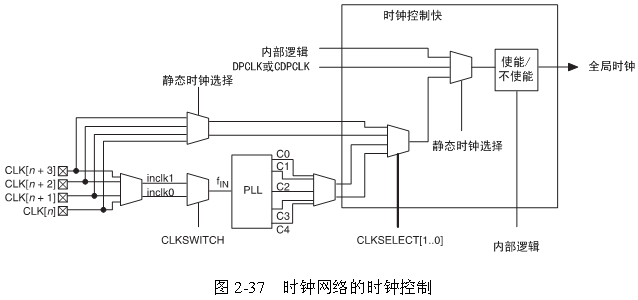 时钟控制快
内部逻辑
DPCLK或CDPCLK
使能/
不使能
全局时钟
静态时钟选择
静态时钟选择
CLK[n + 3]
CLK[n + 2]
CLK[n + 1]
CLK[n]
inclk1
inclk0
fIN
PLL
C0
C1
C2
C3
C4
CLKSWITCH
CLKSELECT[1..0]
内部逻辑
图 2-37 时钟网络的时钟控制